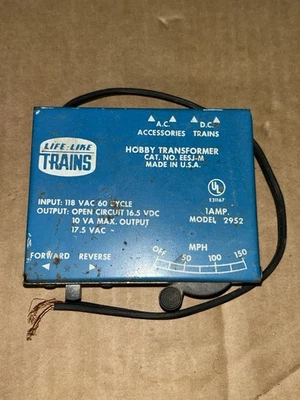 LIFE-LIKE
TRAINS
A.C. D.C.
ACCESSORIES TRAINS
HOBBY TRANSFORMER
CAT. NO. EESJ-M
MADE IN U.S.A.
UL
E31167
INPUT: 118 VAC 60 CYCLE
OUTPUT: OPEN CIRCUIT 16.5 VDC
10 VA MAX. OUTPUT
17.5 VAC
1AMP.
MODEL 2952
MPH
OFF 50 100 150
FORWARD REVERSE